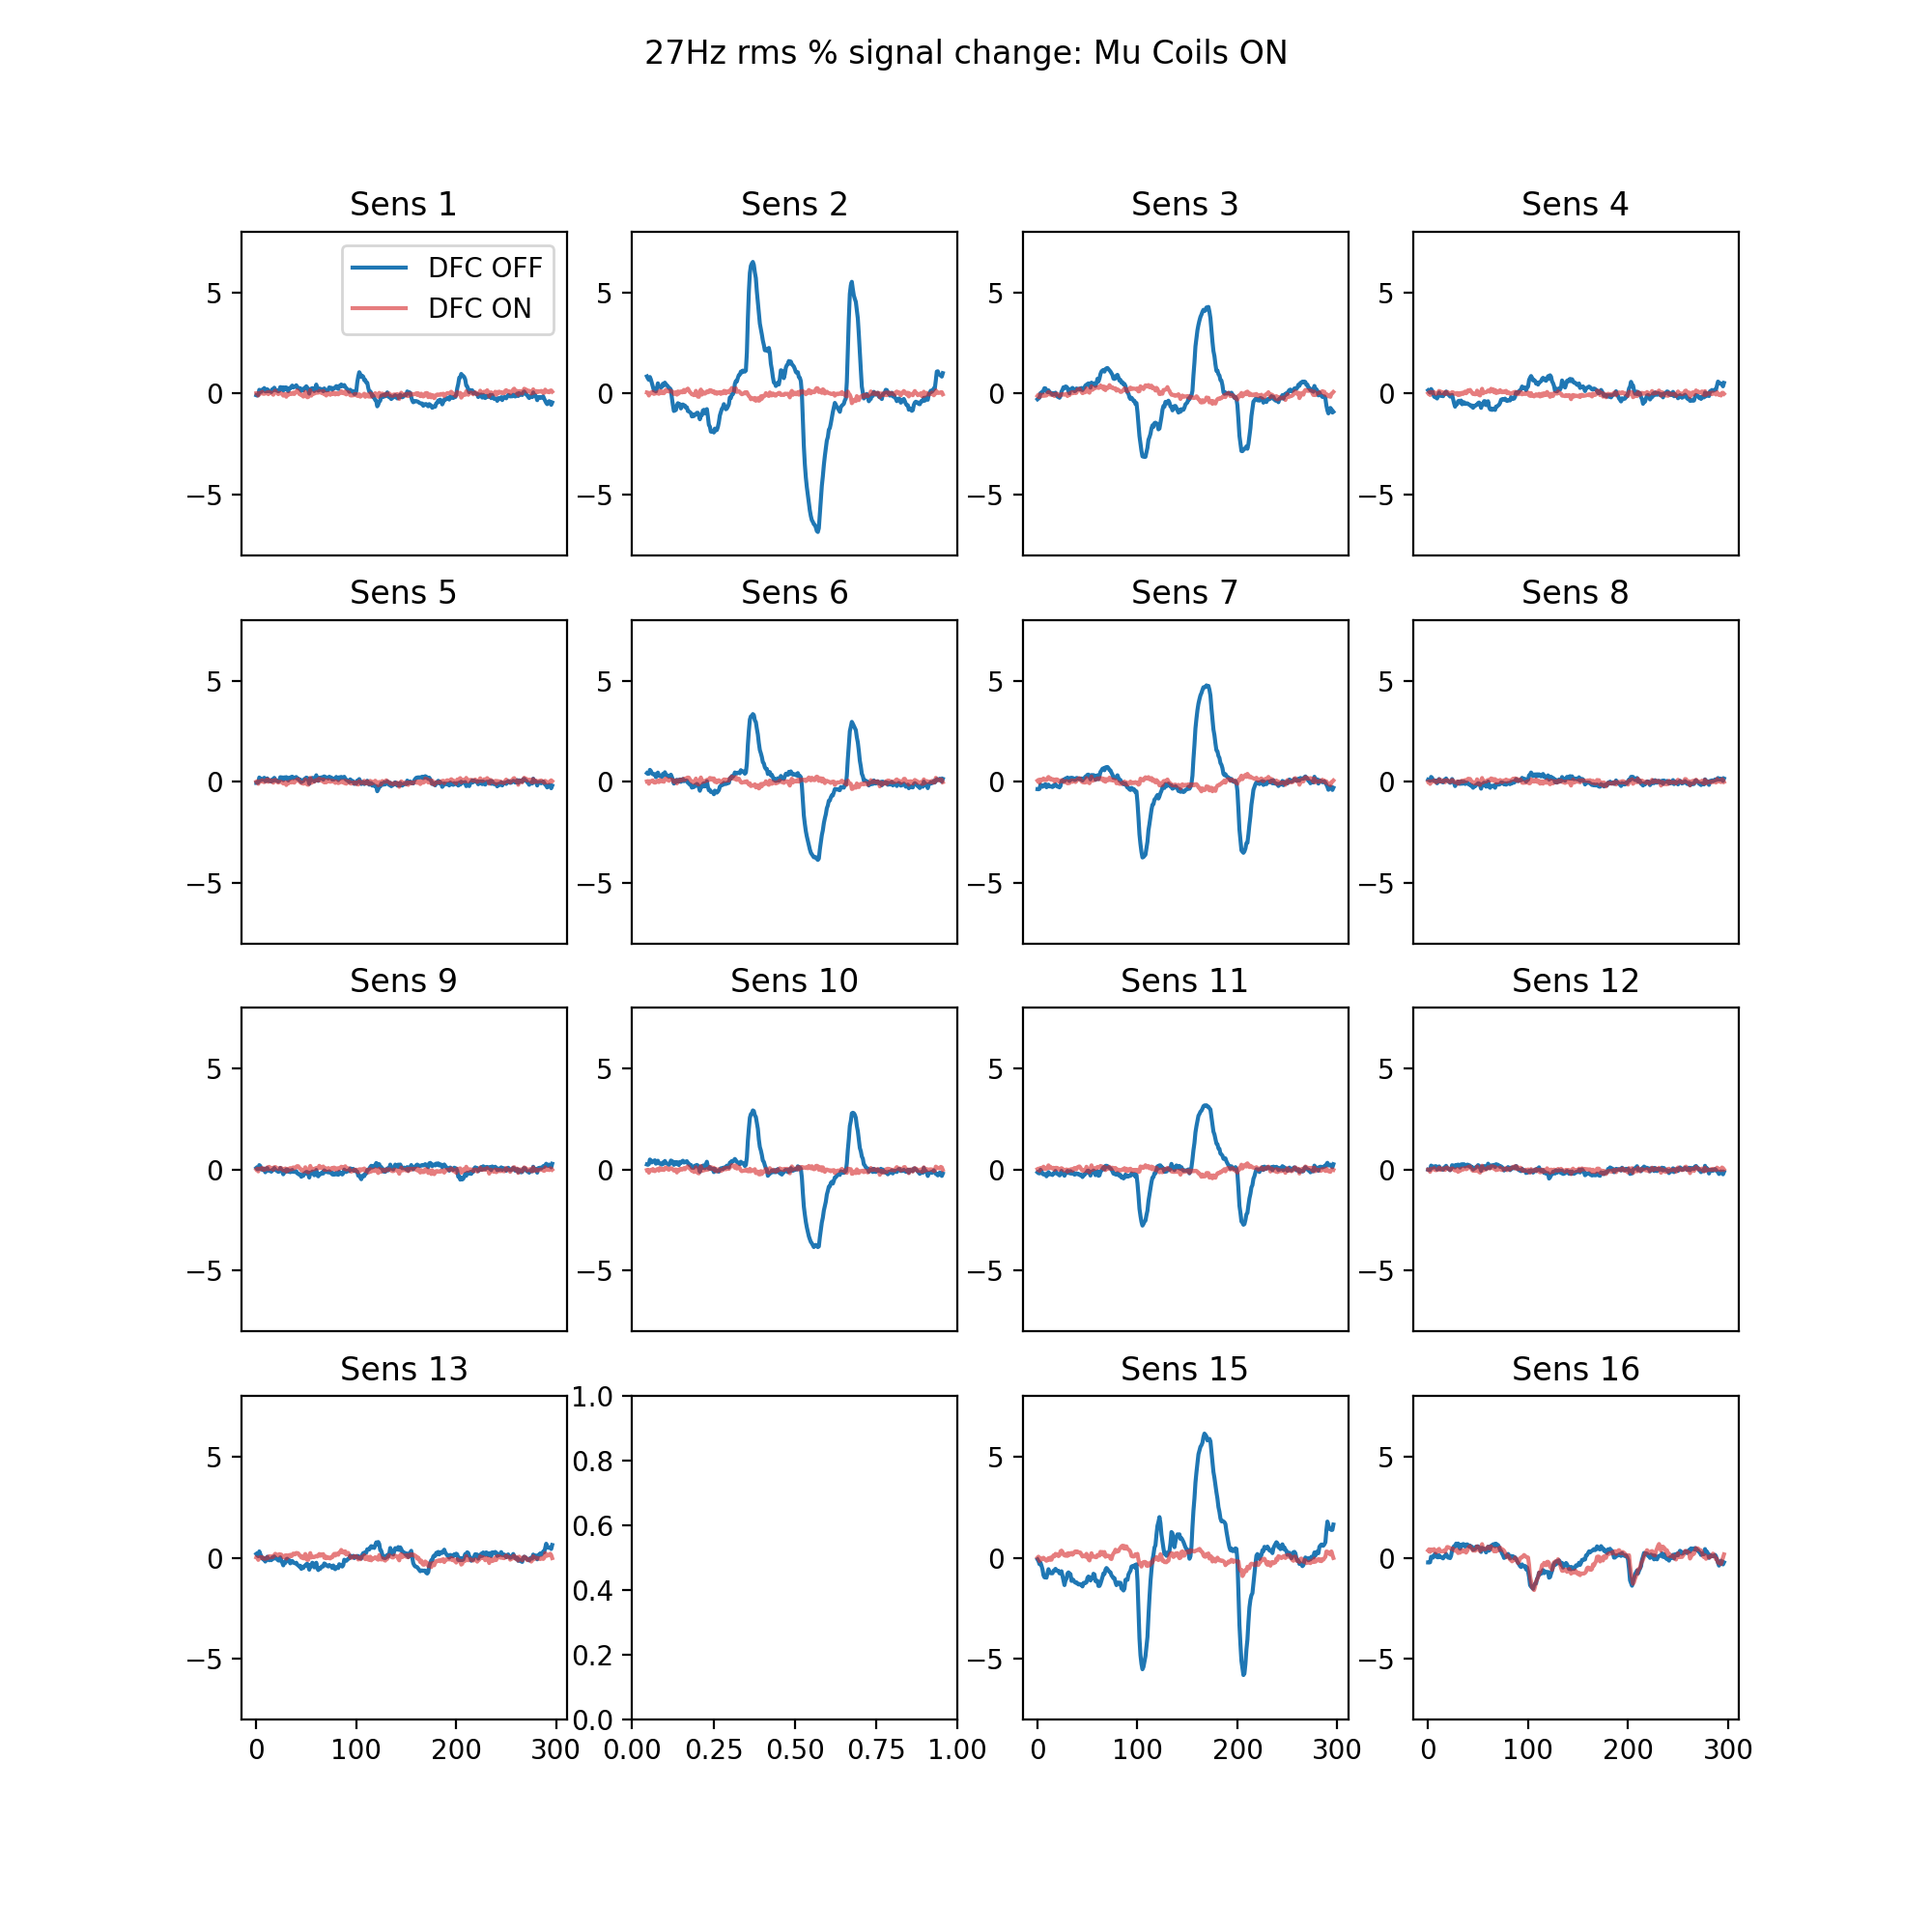 27Hz rms % signal change: Mu Coils ON
Sens 1
Sens 2
Sens 3
Sens 4
DFC OFF
DFC ON
5
0
−5
5
0
−5
5
0
−5
5
0
−5
Sens 5
Sens 6
Sens 7
Sens 8
5
0
−5
5
0
−5
5
0
−5
5
0
−5
Sens 9
Sens 10
Sens 11
Sens 12
5
0
−5
5
0
−5
5
0
−5
5
0
−5
Sens 13
Sens 15
Sens 16
5
0
−5
0 100 200 300
1.0
0.8
0.6
0.4
0.2
0.0
0.00 0.25 0.50 0.75 1.00
5
0
−5
0 100 200 300
5
0
−5
0 100 200 300